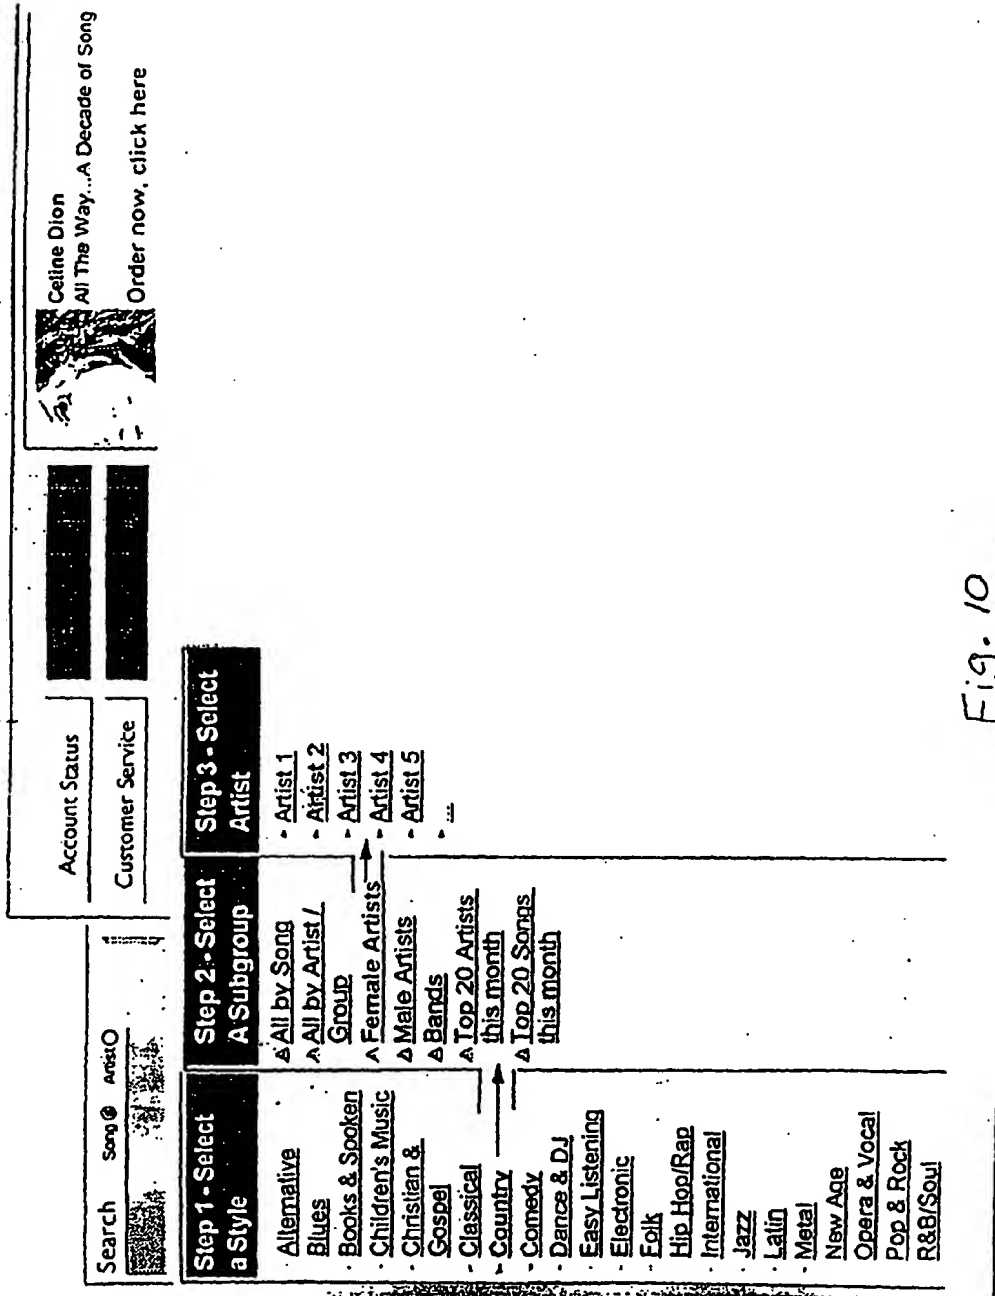 Search Song Artist
Account Status
Customer Service
Celine Dion
All The Way...A Decade of Song
Order now, click here
Step 1 - Select
a Style
Alternative
Blues
Books & Spoken
Children's Music
Christian &
Gospel
Classical
Country
Comedy
Dance & DJ
Easy Listening
Electronic
Folk
Hip Hop/Rap
International
Jazz
Latin
Metal
New Age
Opera & Vocal
Pop & Rock
R&B/Soul
Step 2 - Select
A Subgroup
All by Song
All by Artist /
Group
Female Artists
Male Artists
Bands
Top 20 Artists
this month
Top 20 Songs
this month
Step 3 - Select
Artist
Artist 1
Artist 2
Artist 3
Artist 4
Artist 5
...
Fig. 10